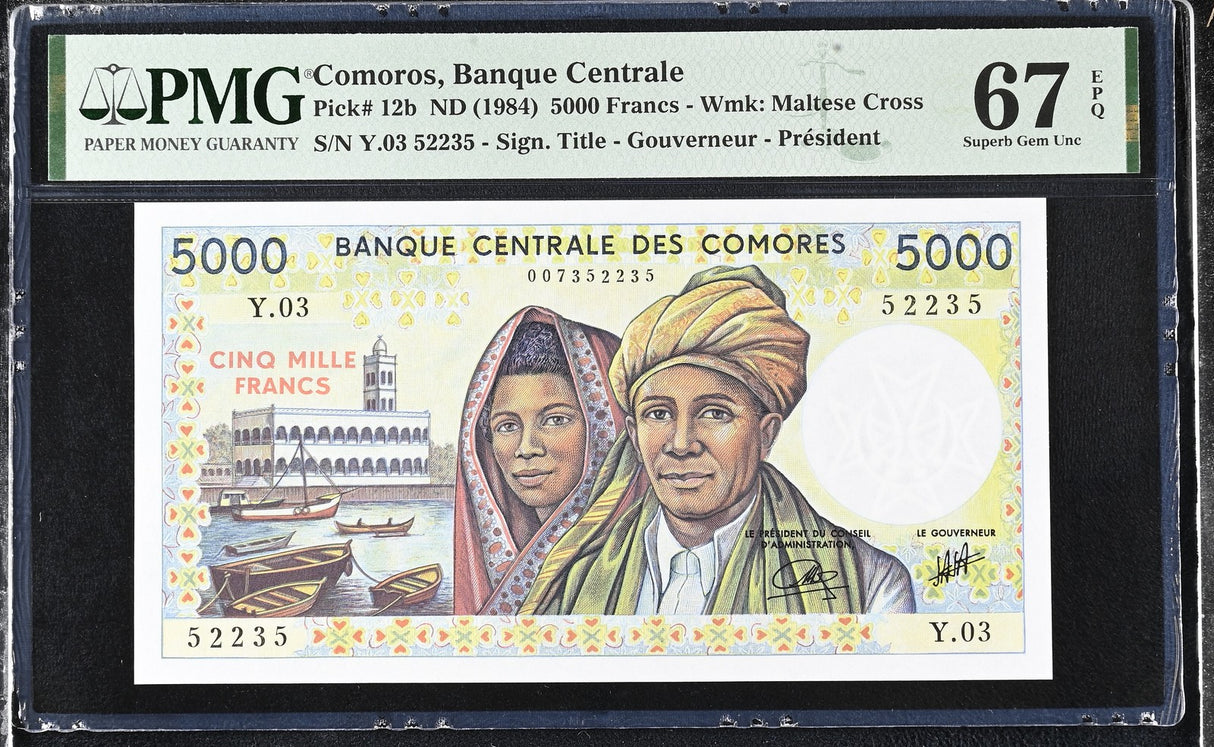 PMG®
PAPER MONEY GUARANTY
Comoros, Banque Centrale
Pick# 12b ND (1984) 5000 Francs - Wmk: Maltese Cross
S/N Y.03 52235 - Sign. Title - Gouverneur - Président
67
EPQ
Superb Gem Unc
5000 BANQUE CENTRALE DES COMORES 5000
007352235
Y.03 52235
CINQ MILLE
FRANCS
LE PRÉSIDENT DU CONSEIL
D'ADMINISTRATION,
LE GOUVERNEUR
52235 Y.03